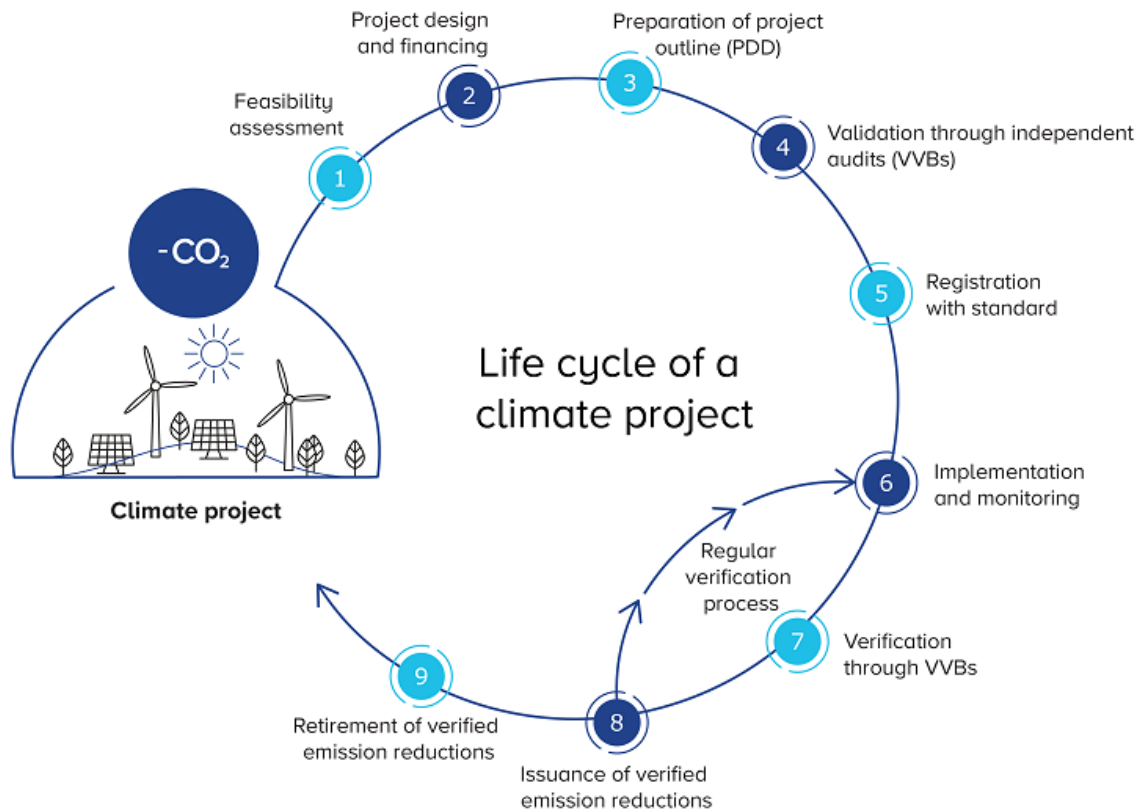 Project design
and financing
2
Preparation of project
outline (PDD)
3
Feasibility
assessment
1
4
Validation through independent
audits (VVBs)
-CO₂
5
Registration
with standard
Life cycle of a
climate project
6
Implementation
and monitoring
Climate project
Regular
verification
process
7
Verification
through VVBs
9
Retirement of verified
emission reductions
8
Issuance of verified
emission reductions